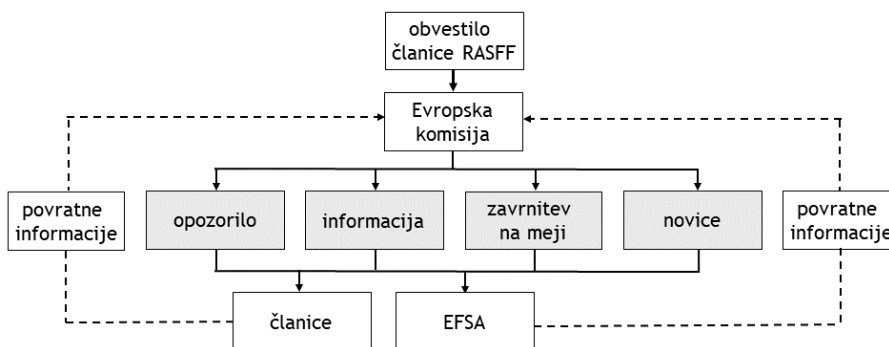 obvestilo
članice RASFF
Evropska
komisija
povratne
informacije
opozorilo
informacija
zavrnitev
na meji
novice
povratne
informacije
članice
EFSA